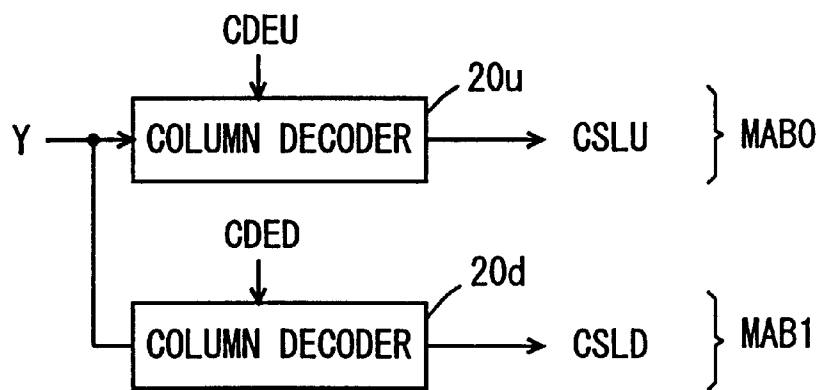 CDEU
20u
Y
COLUMN DECODER
CSLU
MAB0
CDED
20d
COLUMN DECODER
CSLD
MAB1